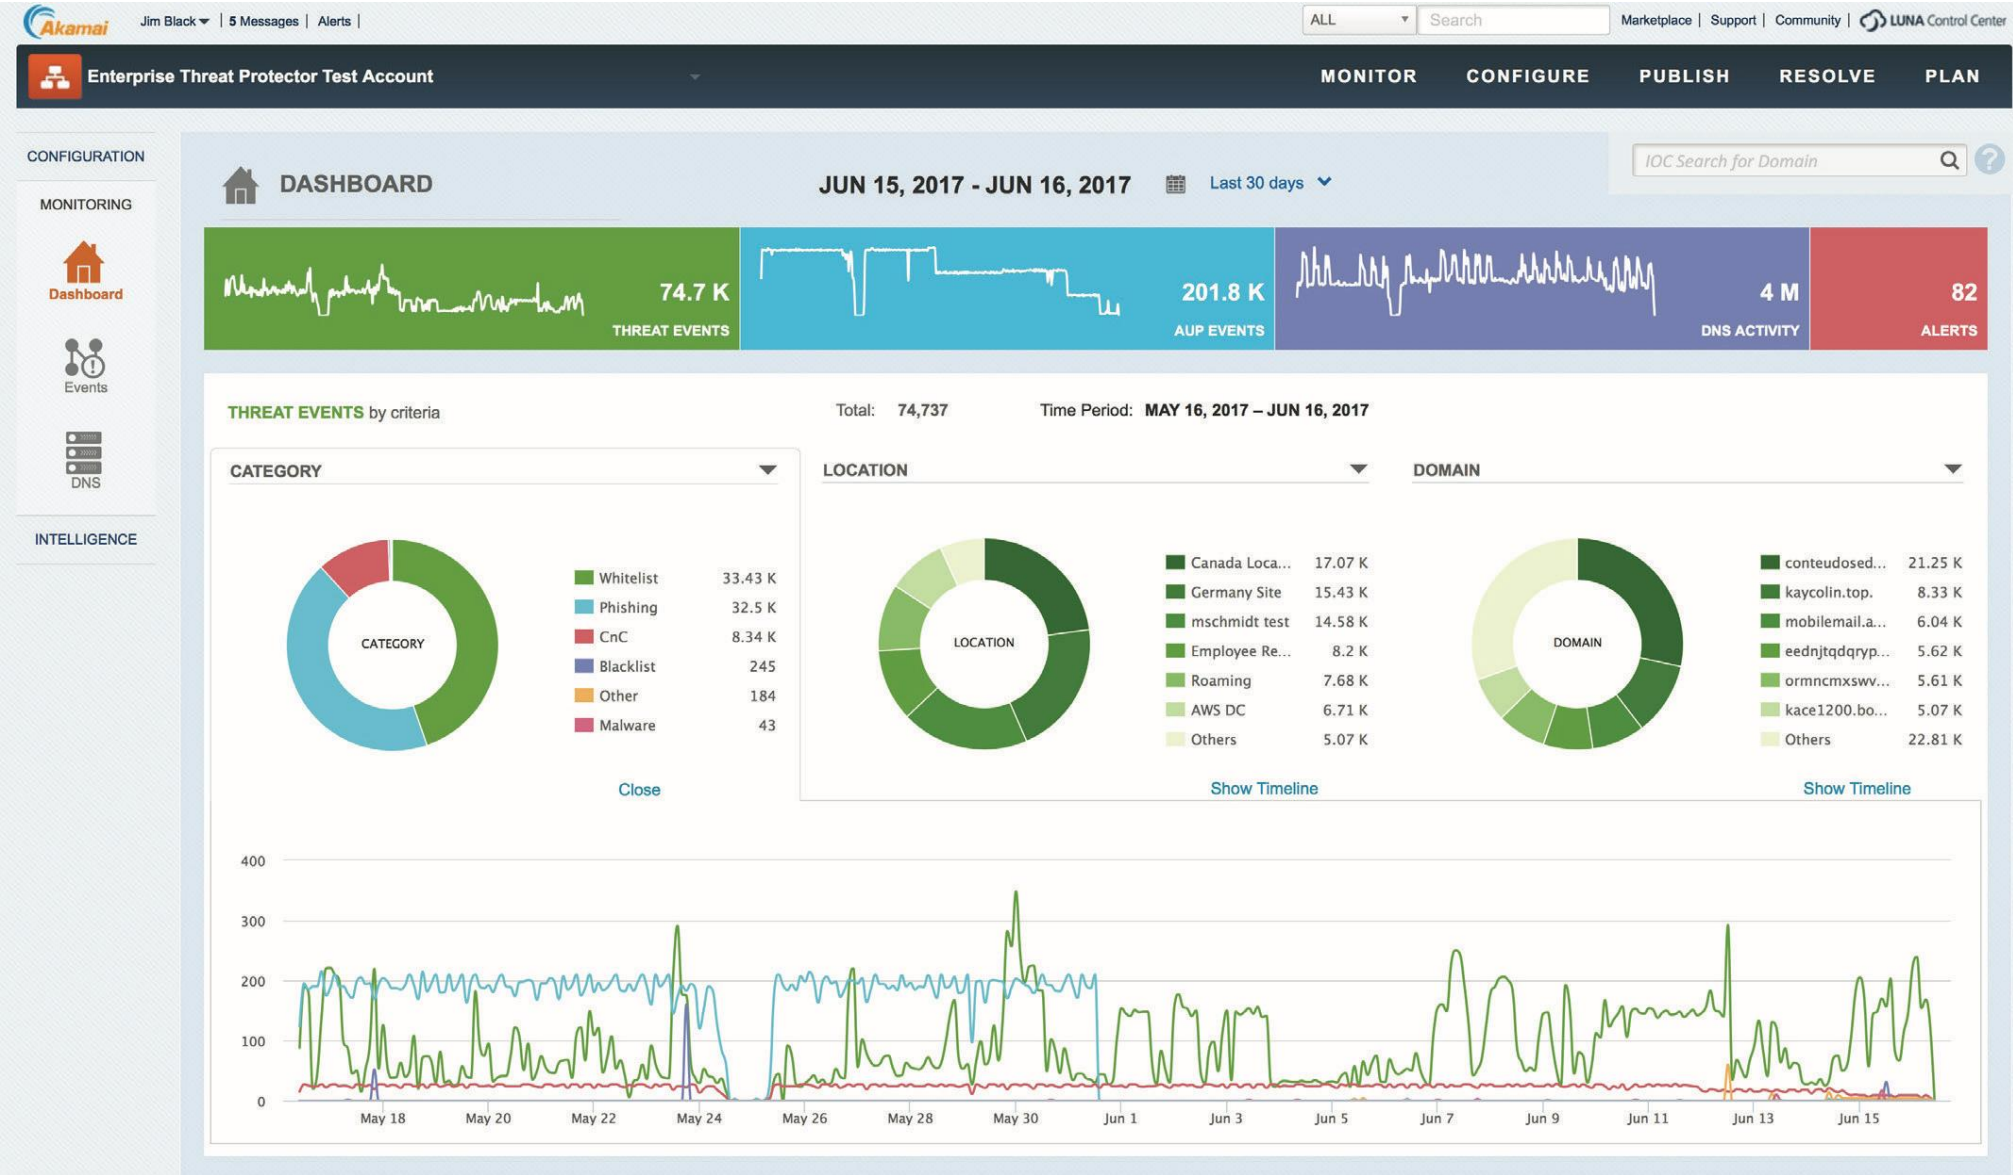 Akamai Jim Black | 5 Messages | Alerts | ALL Search Marketplace | Support | Community | LUNA Control Center
Enterprise Threat Protector Test Account MONITOR CONFIGURE PUBLISH RESOLVE PLAN
CONFIGURATION
MONITORING
Dashboard
Events
DNS
INTELLIGENCE
DASHBOARD JUN 15, 2017 - JUN 16, 2017 Last 30 days IOC Search for Domain ?
74.7 K
THREAT EVENTS
201.8 K
AUP EVENTS
4 M
DNS ACTIVITY
82
ALERTS
THREAT EVENTS by criteria Total: 74,737 Time Period: MAY 16, 2017 – JUN 16, 2017
CATEGORY
CATEGORY
Whitelist 33.43 K
Phishing 32.5 K
CnC 8.34 K
Blacklist 245
Other 184
Malware 43
Close
LOCATION
LOCATION
Canada Loca... 17.07 K
Germany Site 15.43 K
mschmidt test 14.58 K
Employee Re... 8.2 K
Roaming 7.68 K
AWS DC 6.71 K
Others 5.07 K
Show Timeline
DOMAIN
DOMAIN
conteudosed... 21.25 K
kaycolin.top. 8.33 K
mobilemail.a... 6.04 K
eednjtqdqryp... 5.62 K
ormncmxswv... 5.61 K
kace1200.bo... 5.07 K
Others 22.81 K
Show Timeline
400
300
200
100
0
May 18 May 20 May 22 May 24 May 26 May 28 May 30 Jun 1 Jun 3 Jun 5 Jun 7 Jun 9 Jun 11 Jun 13 Jun 15